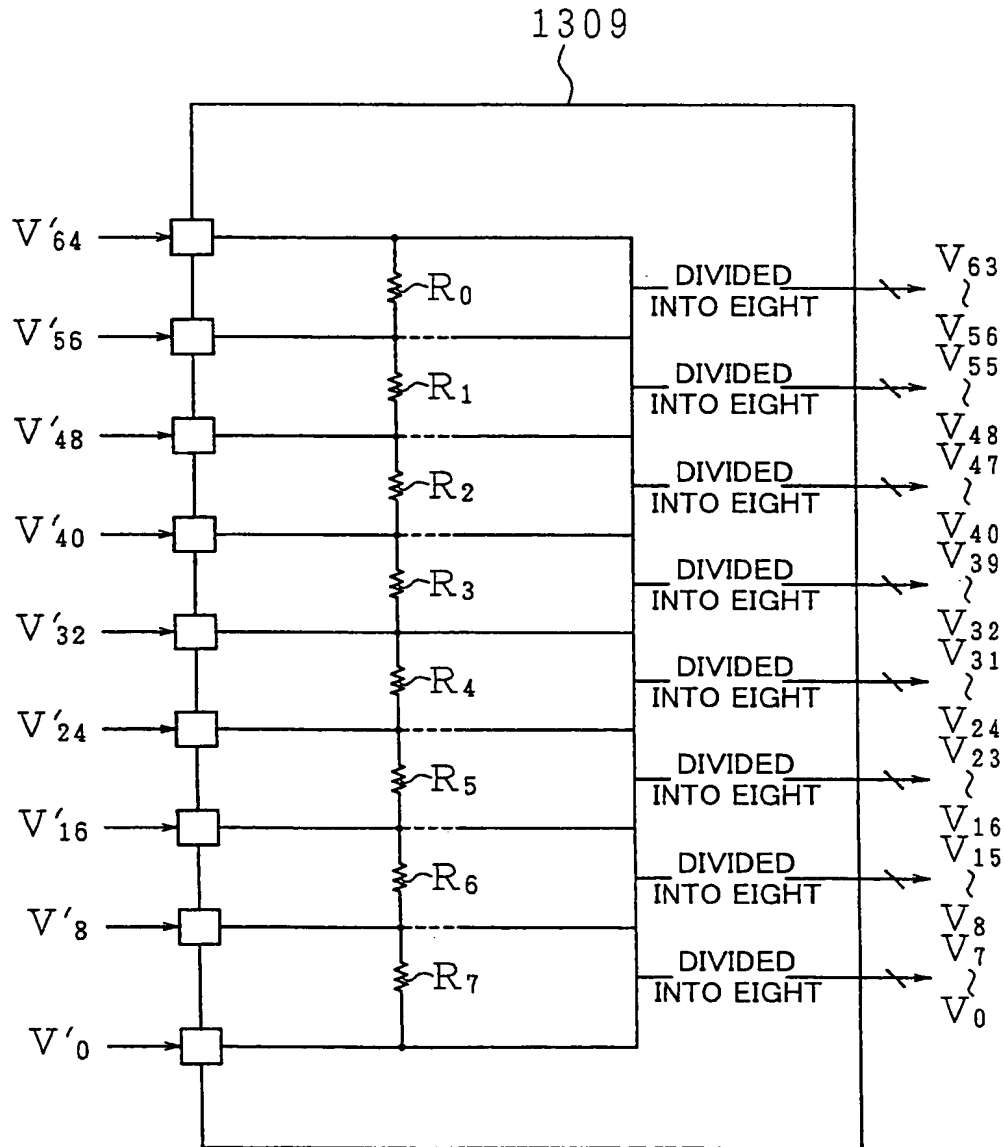 1309
V'64
V'56
V'48
V'40
V'32
V'24
V'16
V'8
V'0
R0
R1
R2
R3
R4
R5
R6
R7
DIVIDED
INTO EIGHT
DIVIDED
INTO EIGHT
DIVIDED
INTO EIGHT
DIVIDED
INTO EIGHT
DIVIDED
INTO EIGHT
DIVIDED
INTO EIGHT
DIVIDED
INTO EIGHT
DIVIDED
INTO EIGHT
V63
~
V56
V55
~
V48
V47
~
V40
V39
~
V32
V31
~
V24
V23
~
V16
V15
~
V8
V7
~
V0